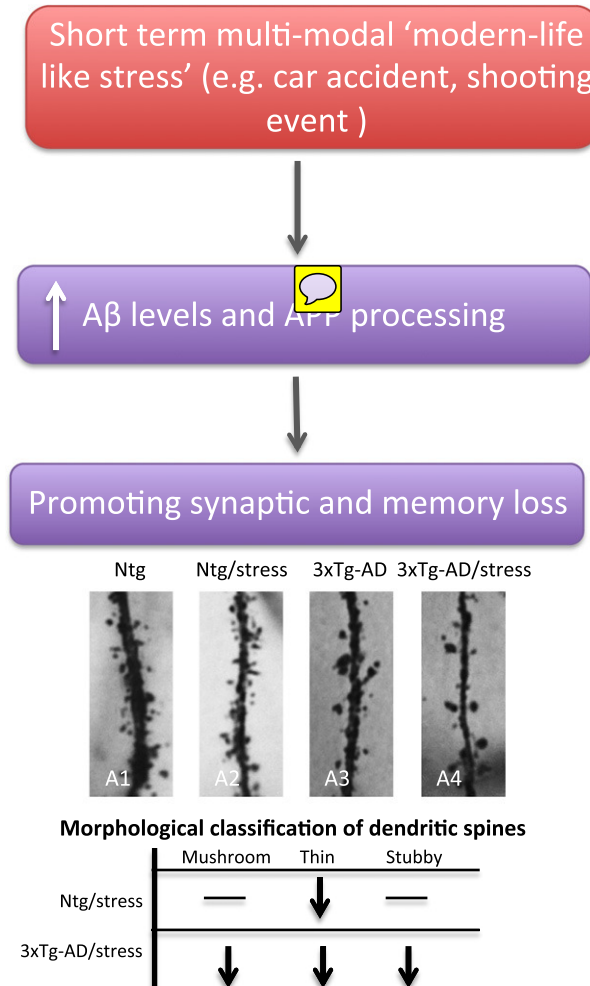 Short term multi-modal ‘modern-life
like stress’ (e.g. car accident, shooting
event )
Aβ levels and APP processing
Promoting synaptic and memory loss
Ntg Ntg/stress 3xTg-AD 3xTg-AD/stress
A1 A2 A3 A4
Morphological classification of dendritic spines
Mushroom Thin Stubby
Ntg/stress
3xTg-AD/stress